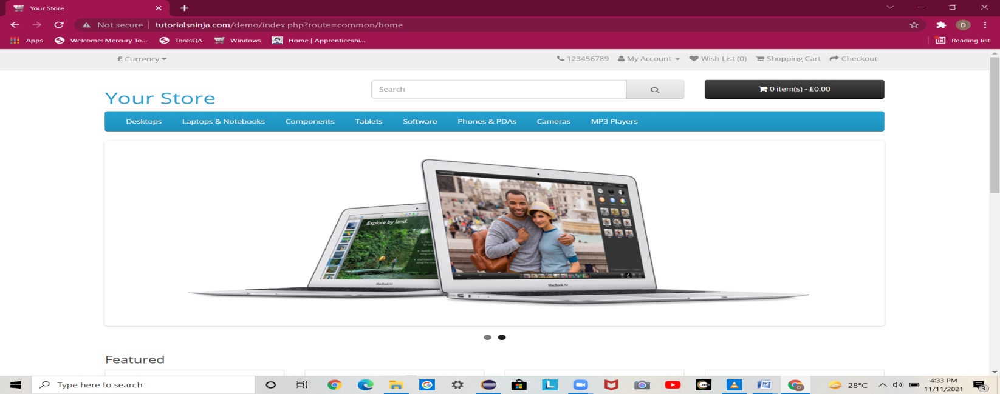 Your Store
Not secure | tutorialsninja.com/demo/index.php?route=common/home
D
Apps Welcome: Mercury To... ToolsQA Windows Home | Apprenticeshi... Reading list
£ Currency 123456789 My Account Wish List (0) Shopping Cart Checkout
Your Store Search 0 item(s) - £0.00
Desktops Laptops & Notebooks Components Tablets Software Phones & PDAs Cameras MP3 Players
Explore by land.
MacBook Air
MacBook Air
Featured
Type here to search 28°C 4:33 PM
11/11/2021 3